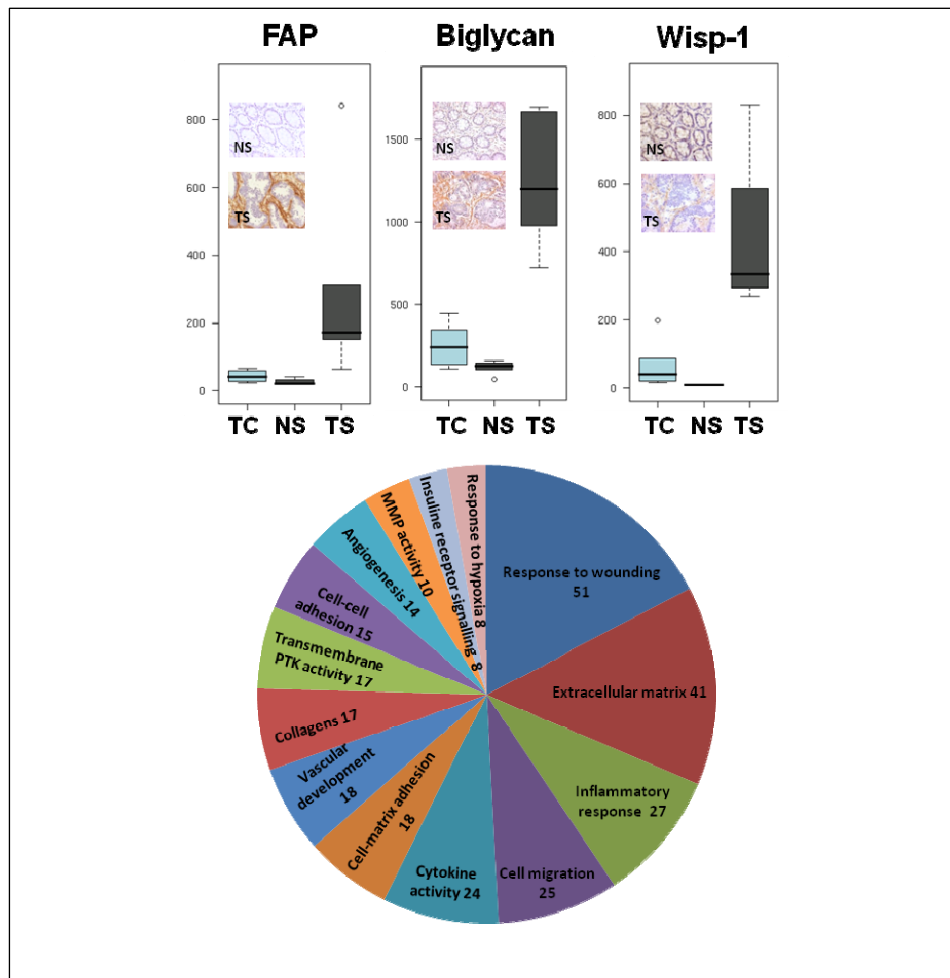 FAP Biglycan Wisp-1
800
600
400
200
0
NS
TS
TC NS TS
1500
1000
500
0
NS
TS
TC NS TS
800
600
400
200
0
NS
TS
TC NS TS
Response to wounding
51
Extracellular matrix 41
Inflammatory
response 27
Cell migration
25
Cytokine
activity 24
Cell-matrix adhesion
18
Vascular
development
18
Collagens 17
Transmembrane
PTK activity 17
Cell-cell
adhesion 15
Angiogenesis 14
MMP activity 10
Insuline receptor signalling 8
Response to hypoxia 8